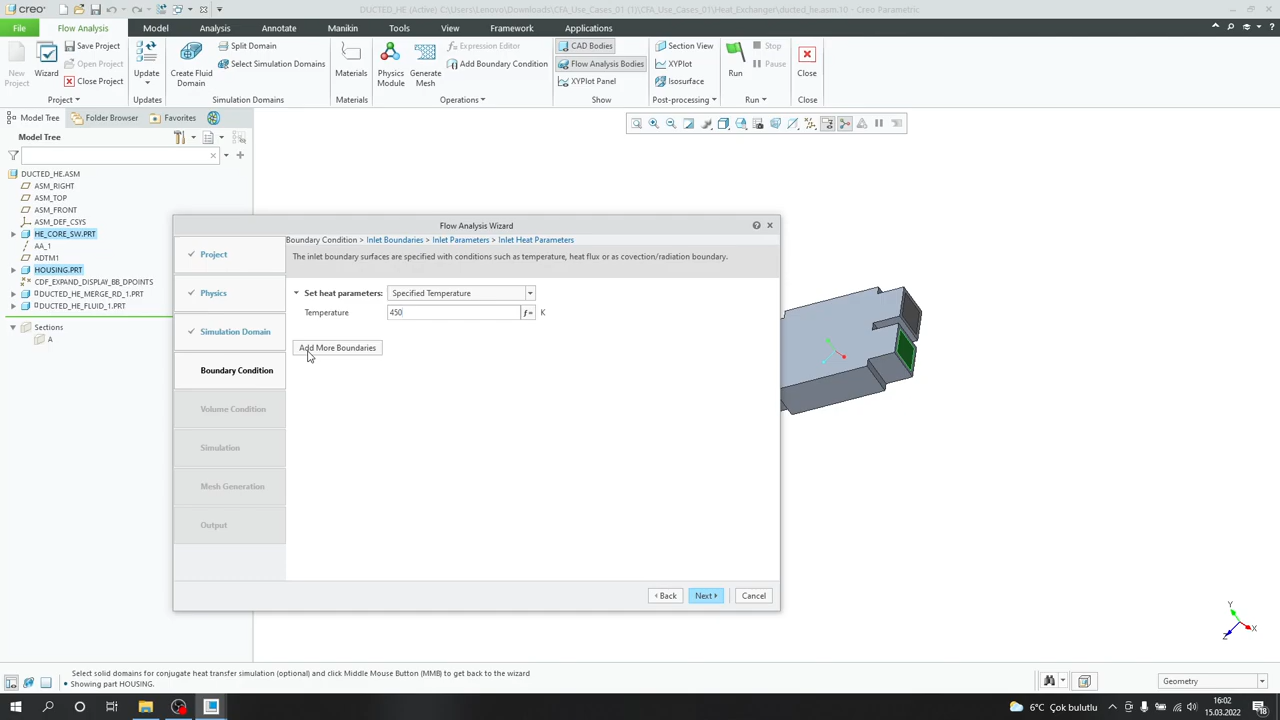 creo DUCTED_HE (Active) C:\Users\Lenovo\Downloads\CFA_Use_Cases_01 (1)\CFA_Use_Cases_01\Heat_Exchanger\ducted_he.asm.10 - Creo Parametric
File Flow Analysis Model Analysis Annotate Manikin Tools View Framework Applications
New Project Wizard Save Project Open Project Close Project Update Create Fluid Domain Split Domain Select Simulation Domains Materials Physics Module Generate Mesh Expression Editor Add Boundary Condition CAD Bodies Flow Analysis Bodies XYPlot Panel Section View XYPlot Isosurface Run Stop Pause Close
Project Updates Simulation Domains Materials Operations Show Post-processing Run Close
Model Tree Folder Browser Favorites
Model Tree
DUCTED_HE.ASM
ASM_RIGHT
ASM_TOP
ASM_FRONT
ASM_DEF_CSYS
HE_CORE_SW.PRT
AA_1
ADTM1
HOUSING.PRT
CDF_EXPAND_DISPLAY_BB_DPOINTS
DUCTED_HE_MERGE_RD_1.PRT
DUCTED_HE_FLUID_1.PRT
Sections
A
Flow Analysis Wizard
Project
Physics
Simulation Domain
Boundary Condition
Volume Condition
Simulation
Mesh Generation
Output
Boundary Condition > Inlet Boundaries > Inlet Parameters > Inlet Heat Parameters
The inlet boundary surfaces are specified with conditions such as temperature, heat flux or as covection/radiation boundary.
Set heat parameters: Specified Temperature
Temperature 450 ƒ= K
Add More Boundaries
Back Next Cancel
Y
X
Z
Select solid domains for conjugate heat transfer simulation (optional) and click Middle Mouse Button (MMB) to get back to the wizard
• Showing part HOUSING.
Geometry
6°C Çok bulutlu
16:02
15.03.2022
18